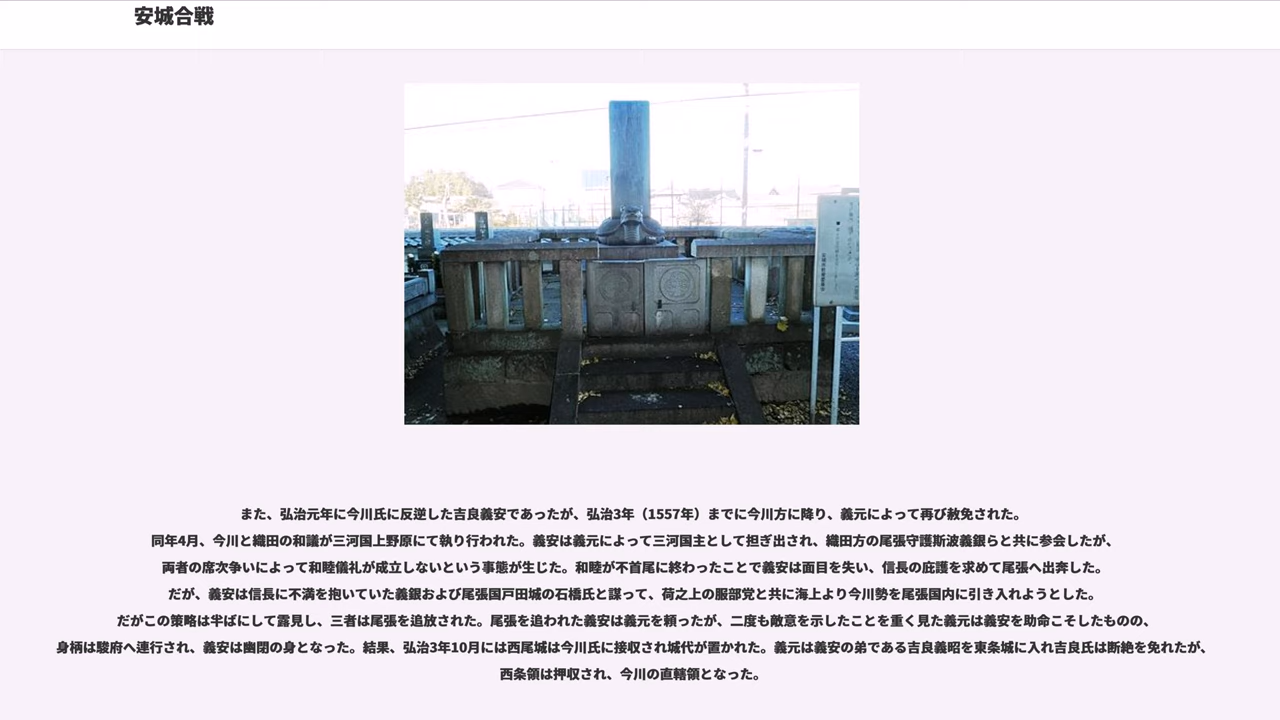 安城合戦
また、弘治元年に今川氏に反逆した吉良義安であったが、弘治3年（1557年）までに今川方に降り、義元によって再び赦免された。
同年4月、今川と織田の和議が三河国上野原にて執り行われた。義安は義元によって三河国主として担ぎ出され、織田方の尾張守護斯波義銀らと共に参会したが、
両者の席次争いによって和睦儀礼が成立しないという事態が生じた。和睦が不首尾に終わったことで義安は面目を失い、信長の庇護を求めて尾張へ出奔した。
だが、義安は信長に不満を抱いていた義銀および尾張国戸田城の石橋氏と謀って、荷之上の服部党と共に海上より今川勢を尾張国内に引き入れようとした。
だがこの策略は半ばにして露見し、三者は尾張を追放された。尾張を追われた義安は義元を頼ったが、二度も敵意を示したことを重く見た義元は義安を助命こそしたものの、
身柄は駿府へ連行され、義安は幽閉の身となった。結果、弘治3年10月には西尾城は今川氏に接収され城代が置かれた。義元は義安の弟である吉良義昭を東条城に入れ吉良氏は断絶を免れたが、
西条領は押収され、今川の直轄領となった。